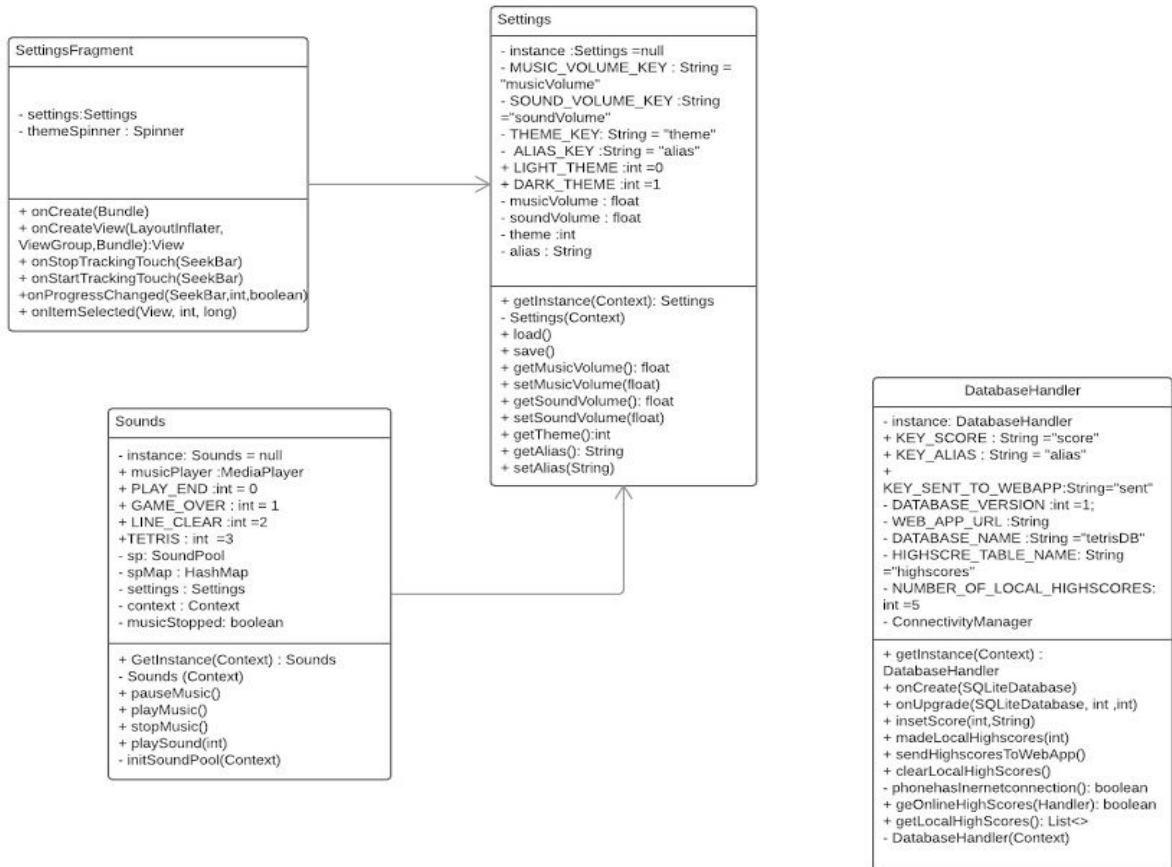 SettingsFragment
- settings:Settings
- themeSpinner : Spinner
+ onCreate(Bundle)
+ onCreateView(LayoutInflater,
ViewGroup,Bundle):View
+ onStopTrackingTouch(SeekBar)
+ onStartTrackingTouch(SeekBar)
+onProgressChanged(SeekBar,int,boolean)
+ onItemSelected(View, int, long)
Settings
- instance :Settings =null
- MUSIC_VOLUME_KEY : String =
"musicVolume"
- SOUND_VOLUME_KEY :String
="soundVolume"
- THEME_KEY: String = "theme"
- ALIAS_KEY :String = "alias"
+ LIGHT_THEME :int =0
+ DARK_THEME :int =1
- musicVolume : float
- soundVolume : float
- theme :int
- alias : String
+ getInstance(Context): Settings
- Settings(Context)
+ load()
+ save()
+ getMusicVolume(): float
+ setMusicVolume(float)
+ getSoundVolume(): float
+ setSoundVolume(float)
+ getTheme():int
+ getAlias(): String
+ setAlias(String)
Sounds
- instance: Sounds = null
+ musicPlayer :MediaPlayer
+ PLAY_END :int = 0
+ GAME_OVER : int = 1
+ LINE_CLEAR :int =2
+TETRIS : int =3
- sp: SoundPool
- spMap : HashMap
- settings : Settings
- context : Context
- musicStopped: boolean
+ GetInstance(Context) : Sounds
- Sounds (Context)
+ pauseMusic()
+ playMusic()
+ stopMusic()
+ playSound(int)
- initSoundPool(Context)
DatabaseHandler
- instance: DatabaseHandler
+ KEY_SCORE : String ="score"
+ KEY_ALIAS : String = "alias"
+
KEY_SENT_TO_WEBAPP:String="sent"
- DATABASE_VERSION :int =1;
- WEB_APP_URL :String
- DATABASE_NAME :String ="tetrisDB"
- HIGHSCRE_TABLE_NAME: String
="highscores"
- NUMBER_OF_LOCAL_HIGHSCORES:
int =5
- ConnectivityManager
+ getInstance(Context) :
DatabaseHandler
+ onCreate(SQLiteDatabase)
+ onUpgrade(SQLiteDatabase, int ,int)
+ insetScore(int,String)
+ madeLocalHighscores(int)
+ sendHighscoresToWebApp()
+ clearLocalHighScores()
- phonehasInernetconnection(): boolean
+ geOnlineHighScores(Handler): boolean
+ getLocalHighScores(): List<>
- DatabaseHandler(Context)